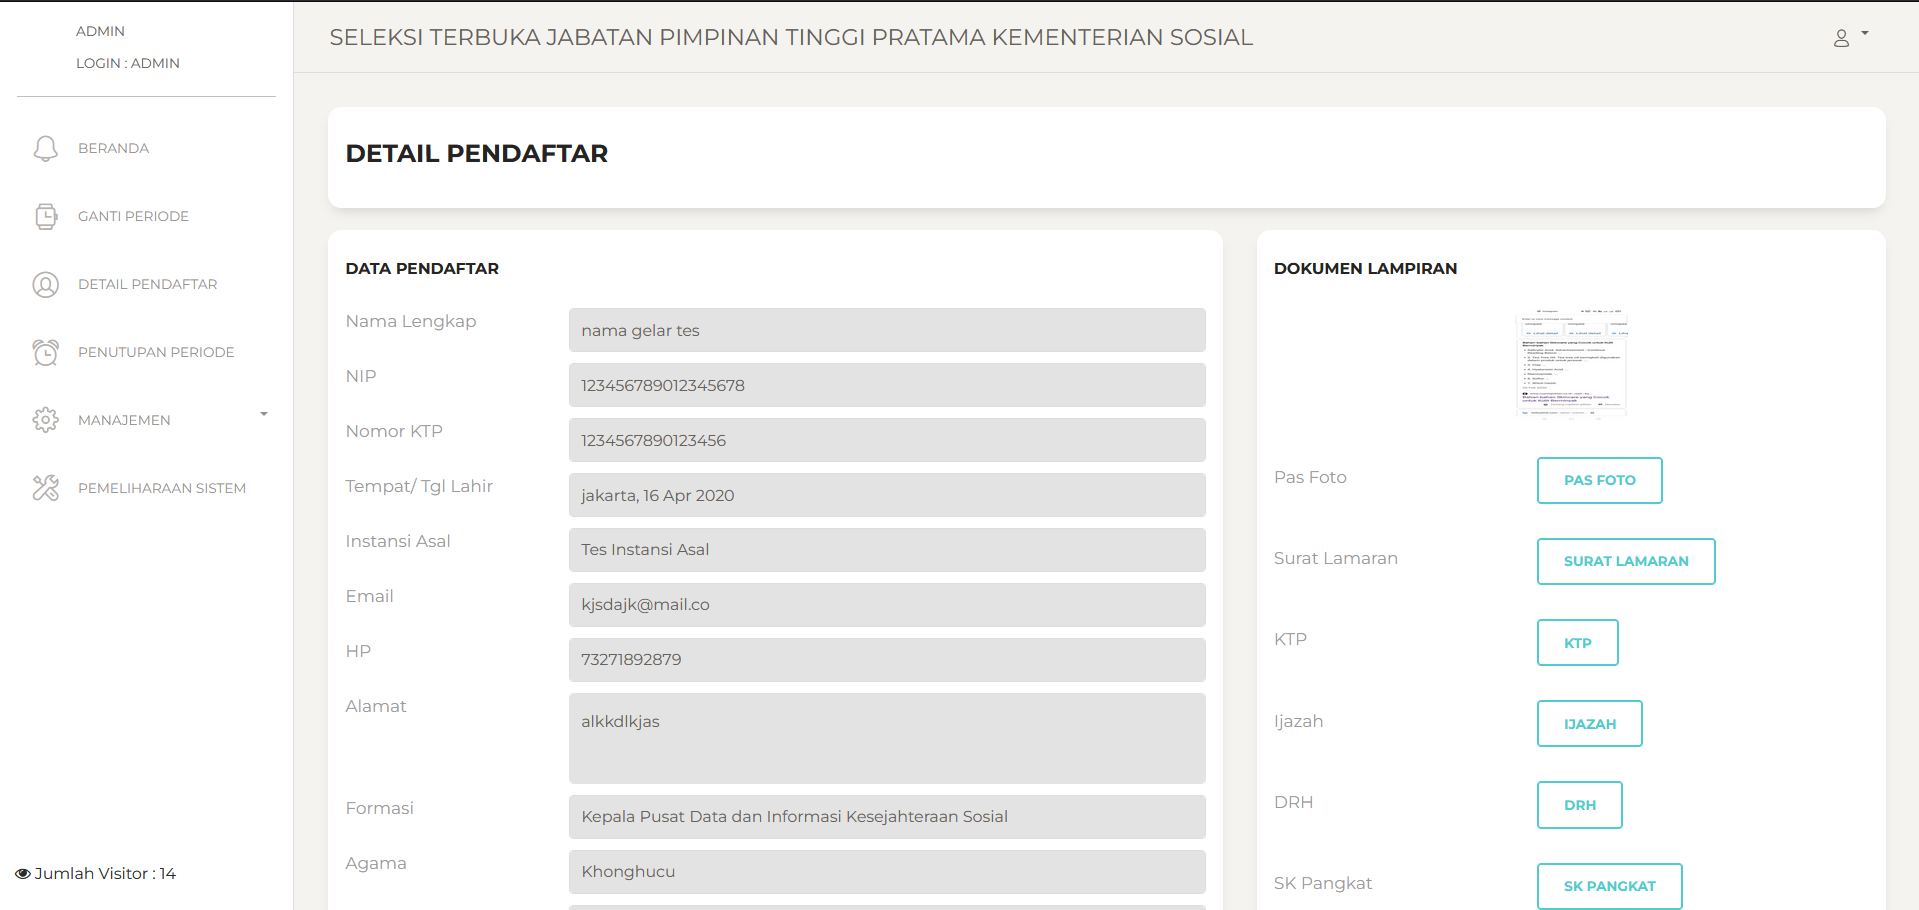 ADMIN
LOGIN : ADMIN
BERANDA
GANTI PERIODE
DETAIL PENDAFTAR
PENUTUPAN PERIODE
MANAJEMEN
PEMELIHARAAN SISTEM
Jumlah Visitor : 14
SELEKSI TERBUKA JABATAN PIMPINAN TINGGI PRATAMA KEMENTERIAN SOSIAL
DETAIL PENDAFTAR
DATA PENDAFTAR
Nama Lengkap
nama gelar tes
NIP
123456789012345678
Nomor KTP
1234567890123456
Tempat/ Tgl Lahir
jakarta, 16 Apr 2020
Instansi Asal
Tes Instansi Asal
Email
kjsdajk@mail.co
HP
73271892879
Alamat
alkkdlkjas
Formasi
Kepala Pusat Data dan Informasi Kesejahteraan Sosial
Agama
Khonghucu
DOKUMEN LAMPIRAN
Pas Foto
PAS FOTO
Surat Lamaran
SURAT LAMARAN
KTP
KTP
Ijazah
IJAZAH
DRH
DRH
SK Pangkat
SK PANGKAT